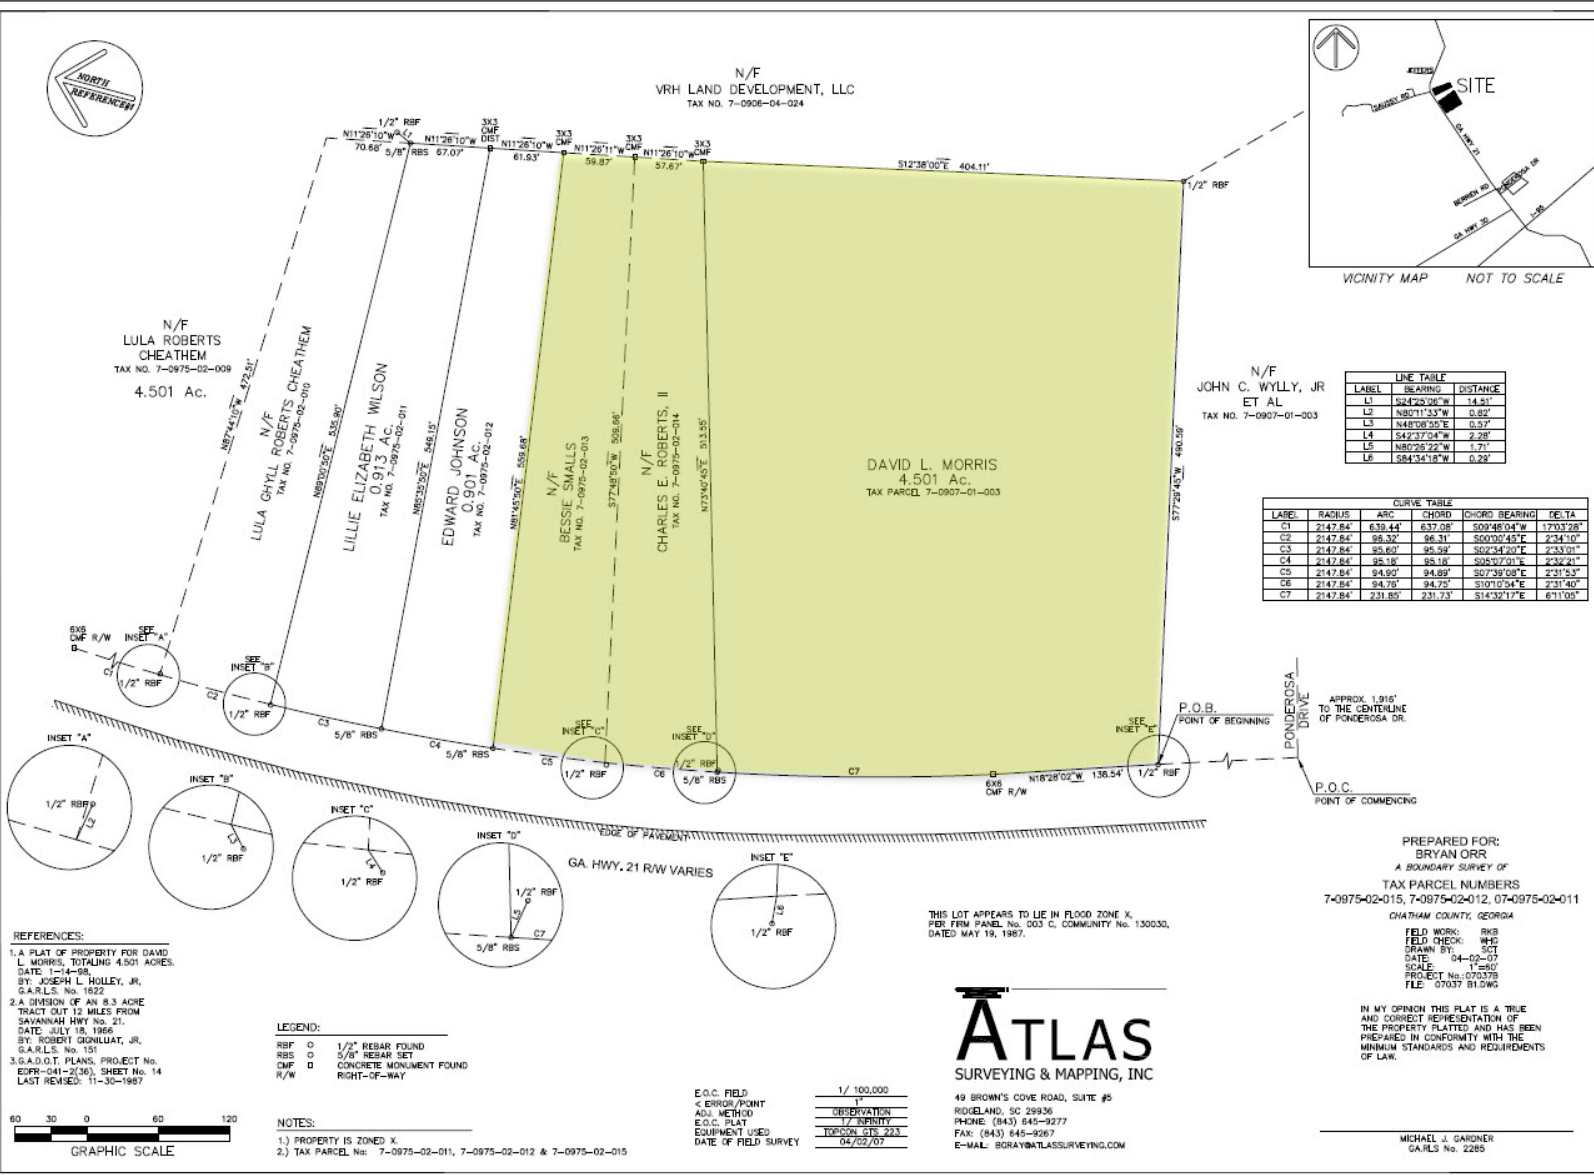 NORTH
REFERENCE#1
N/F
VRH LAND DEVELOPMENT, LLC
TAX NO. 7-0906-04-024
SITE
JETERS
SAUSSY RD
GA HWY 21
PONDEROSA DR
BERRIEN RD
GA HWY 30
I-95
VICINITY MAP NOT TO SCALE
1/2" RBF
N11°26'10"W
70.68'
L1
5/8" RBS
N11°26'10"W
67.07'
3X3
CMF
DIST
N11°26'10"W
61.93'
3X3
CMF
N11°26'11"W
59.87'
3X3
CMF
N11°26'10"W
57.67'
3X3
CMF
S12°38'00"E 404.11'
1/2" RBF
N/F
LULA ROBERTS
CHEATHEM
TAX NO. 7-0975-02-009
4.501 Ac.
N87°44'10"W 472.51'
N/F
LULA GHYLL ROBERTS CHEATHEM
TAX NO. 7-0975-02-010
N89°00'50"E 535.90'
LILLIE ELIZABETH WILSON
0.913 Ac.
TAX NO. 7-0975-02-011
N85°35'50"E 549.15'
EDWARD JOHNSON
0.901 Ac.
TAX NO. 7-0975-02-012
N81°45'50"E 559.68'
N/F
BESSIE SMALLS
TAX NO. 7-0975-02-013
S77°48'50"W 509.66'
N/F
CHARLES E. ROBERTS, II
TAX NO. 7-0975-02-014
N73°40'45"E 513.55'
DAVID L. MORRIS
4.501 Ac.
TAX PARCEL 7-0907-01-003
S77°29'45"W 490.59'
N/F
JOHN C. WYLLY, JR
ET AL
TAX NO. 7-0907-01-003
LINE TABLE
LABEL BEARING DISTANCE
L1 S24°25'06"W 14.51'
L2 N80°11'33"W 0.82'
L3 N48°08'55"E 0.57'
L4 S42°37'04"W 2.28'
L5 N80°26'22"W 1.71'
L6 S84°34'18"W 0.29'
CURVE TABLE
LABEL RADIUS ARC CHORD CHORD BEARING DELTA
C1 2147.84' 639.44' 637.08' S09°48'04"W 17°03'28"
C2 2147.84' 96.32' 96.31' S00°00'45"E 2°34'10"
C3 2147.84' 95.60' 95.59' S02°34'20"E 2°33'01"
C4 2147.84' 95.18' 95.18' S05°07'01"E 2°32'21"
C5 2147.84' 94.90' 94.89' S07°39'08"E 2°31'53"
C6 2147.84' 94.76' 94.75' S10°10'54"E 2°31'40"
C7 2147.84' 231.85' 231.73' S14°32'17"E 6°11'05"
6X6
CMF R/W
C1
SEE
INSET "A"
1/2" RBF
C2
SEE
INSET "B"
1/2" RBF
C3
5/8" RBS
C4
5/8" RBS
C5
SEE
INSET "C"
1/2" RBF
C6
SEE
INSET "D"
1/2" RBF
5/8" RBS
C7
6X6
CMF R/W
N18°28'02"W 138.54'
SEE
INSET "E"
1/2" RBF
P.O.B.
POINT OF BEGINNING
PONDEROSA
DRIVE
APPROX. 1,916'
TO THE CENTERLINE
OF PONDEROSA DR.
P.O.C.
POINT OF COMMENCING
INSET "A"
1/2" RBF
L2
INSET "B"
L3
1/2" RBF
INSET "C"
L4
1/2" RBF
INSET "D"
1/2" RBF
L5
C7
5/8" RBS
INSET "E"
L6
1/2" RBF
EDGE OF PAVEMENT
GA. HWY. 21 R/W VARIES
REFERENCES:
1. A PLAT OF PROPERTY FOR DAVID
L. MORRIS, TOTALING 4.501 ACRES.
DATE: 1-14-98,
BY: JOSEPH L. HOLLEY, JR,
G.A.R.L.S. No. 1622
2.A DIVISION OF AN 8.3 ACRE
TRACT OUT 12 MILES FROM
SAVANNAH HWY No. 21.
DATE: JULY 18, 1966
BY: ROBERT GIGNILLIAT, JR,
G.A.R.L.S. No. 151
3.G.A.D.O.T. PLANS, PROJECT No.
EDFR-041-2(36), SHEET No. 14
LAST REVISED: 11-30-1987
60 30 0 60 120
GRAPHIC SCALE
LEGEND:
RBF 1/2" REBAR FOUND
RBS 5/8" REBAR SET
CMF CONCRETE MONUMENT FOUND
R/W RIGHT-OF-WAY
NOTES:
1.) PROPERTY IS ZONED X.
2.) TAX PARCEL No: 7-0975-02-011, 7-0975-02-012 & 7-0975-02-015
E.O.C. FIELD 1/ 100,000
< ERROR/POINT 1"
ADJ. METHOD OBSERVATION
E.O.C. PLAT 1/ INFINITY
EQUIPMENT USED TOPCON GTS 223
DATE OF FIELD SURVEY 04/02/07
THIS LOT APPEARS TO LIE IN FLOOD ZONE X,
PER FIRM PANEL No. 003 C, COMMUNITY No. 130030,
DATED MAY 19, 1987.
ATLAS
SURVEYING & MAPPING, INC
49 BROWN'S COVE ROAD, SUITE #5
RIDGELAND, SC 29936
PHONE: (843) 645-9277
FAX: (843) 645-9267
E-MAIL: BGRAY@ATLASSURVEYING.COM
PREPARED FOR:
BRYAN ORR
A BOUNDARY SURVEY OF
TAX PARCEL NUMBERS
7-0975-02-015, 7-0975-02-012, 07-0975-02-011
CHATHAM COUNTY, GEORGIA
FIELD WORK: RKB
FIELD CHECK: WHG
DRAWN BY: SCT
DATE: 04-02-07
SCALE: 1"=60'
PROJECT No.:07037B
FILE: 07037 B1.DWG
IN MY OPINION THIS PLAT IS A TRUE
AND CORRECT REPRESENTATION OF
THE PROPERTY PLATTED AND HAS BEEN
PREPARED IN CONFORMITY WITH THE
MINIMUM STANDARDS AND REQUIREMENTS
OF LAW.
MICHAEL J. GARDNER
GA.RLS No. 2285